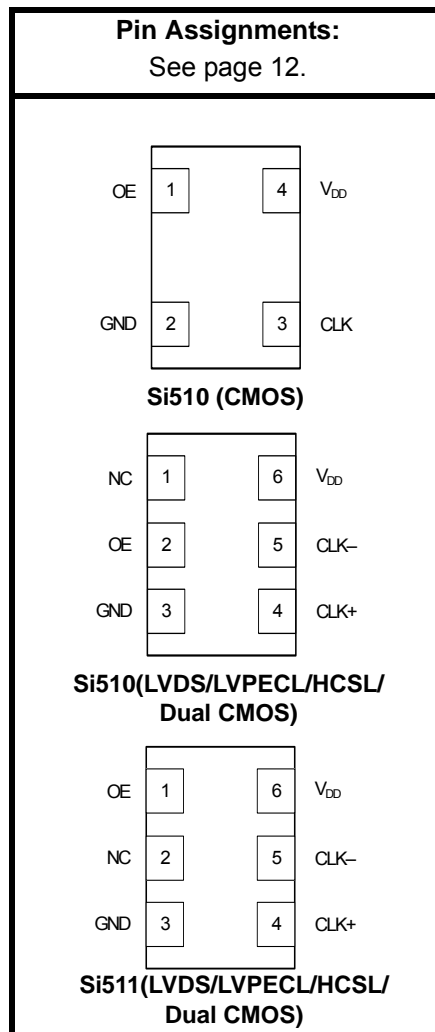 Pin Assignments:
See page 12.
OE 1 4 VDD
GND 2 3 CLK
Si510 (CMOS)
NC 1 6 VDD
OE 2 5 CLK–
GND 3 4 CLK+
Si510(LVDS/LVPECL/HCSL/
Dual CMOS)
OE 1 6 VDD
NC 2 5 CLK–
GND 3 4 CLK+
Si511(LVDS/LVPECL/HCSL/
Dual CMOS)